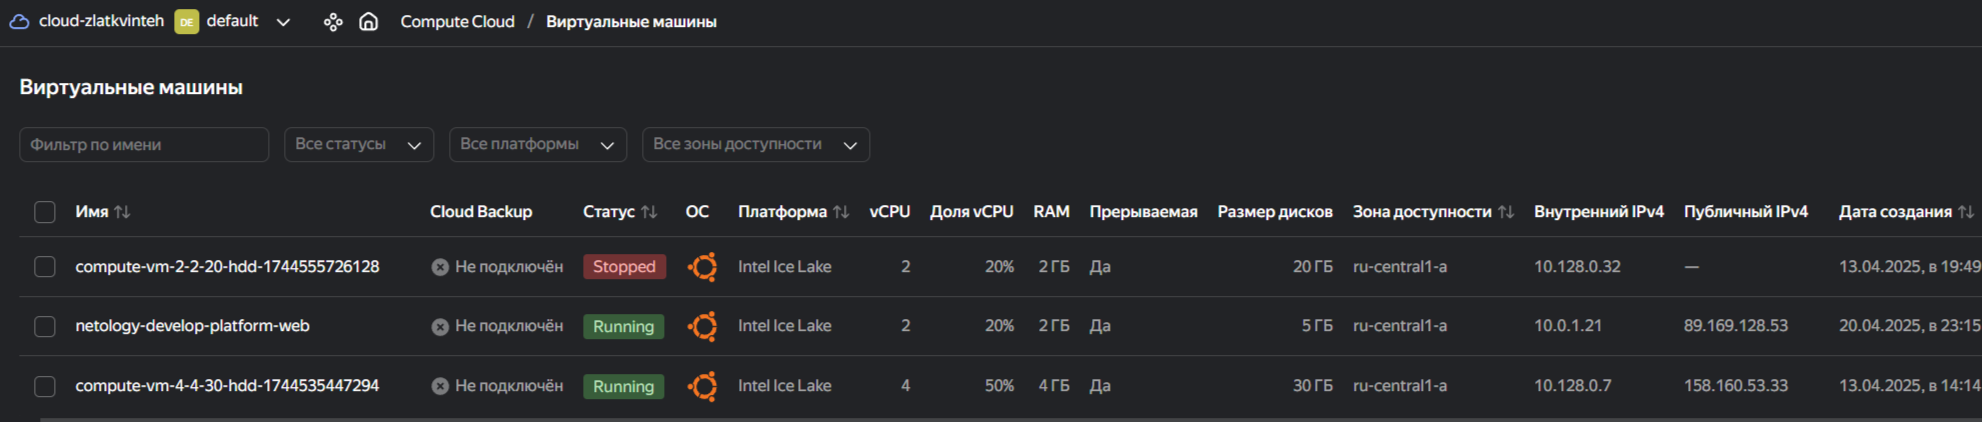 cloud-zlatkvinteh DE default Compute Cloud / Виртуальные машины
Виртуальные машины
Фильтр по имени Все статусы Все платформы Все зоны доступности
Имя Cloud Backup Статус ОС Платформа vCPU Доля vCPU RAM Прерываемая Размер дисков Зона доступности Внутренний IPv4 Публичный IPv4 Дата создания
compute-vm-2-2-20-hdd-1744555726128 Не подключён Stopped Intel Ice Lake 2 20% 2 ГБ Да 20 ГБ ru-central1-a 10.128.0.32 — 13.04.2025, в 19:49
netology-develop-platform-web Не подключён Running Intel Ice Lake 2 20% 2 ГБ Да 5 ГБ ru-central1-a 10.0.1.21 89.169.128.53 20.04.2025, в 23:15
compute-vm-4-4-30-hdd-1744535447294 Не подключён Running Intel Ice Lake 4 50% 4 ГБ Да 30 ГБ ru-central1-a 10.128.0.7 158.160.53.33 13.04.2025, в 14:14